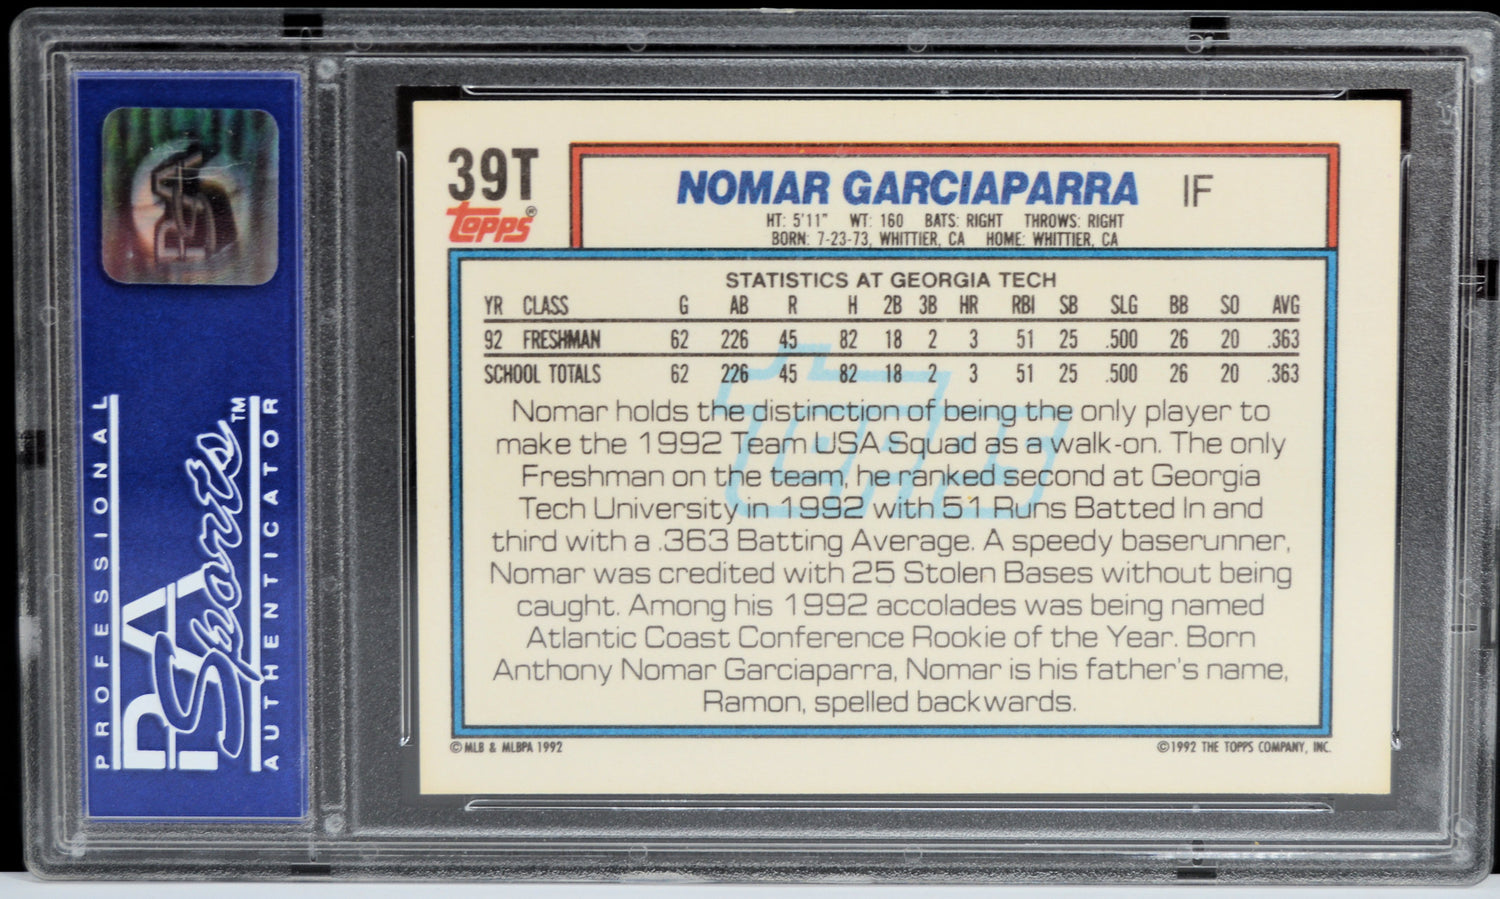 PSA
PROFESSIONAL
PSA Sports™
AUTHENTICATOR
39T
topps®
NOMAR GARCIAPARRA IF
HT: 5'11" WT: 160 BATS: RIGHT THROWS: RIGHT
BORN: 7-23-73, WHITTIER, CA HOME: WHITTIER, CA
STATISTICS AT GEORGIA TECH
YR CLASS G AB R H 2B 3B HR RBI SB SLG BB SO AVG
92 FRESHMAN 62 226 45 82 18 2 3 51 25 .500 26 20 .363
SCHOOL TOTALS 62 226 45 82 18 2 3 51 25 .500 26 20 .363
Nomar holds the distinction of being the only player to
make the 1992 Team USA Squad as a walk-on. The only
Freshman on the team, he ranked second at Georgia
Tech University in 1992 with 51 Runs Batted In and
third with a .363 Batting Average. A speedy baserunner,
Nomar was credited with 25 Stolen Bases without being
caught. Among his 1992 accolades was being named
Atlantic Coast Conference Rookie of the Year. Born
Anthony Nomar Garciaparra, Nomar is his father's name,
Ramon, spelled backwards.
© MLB & MLBPA 1992
©1992 THE TOPPS COMPANY, INC.